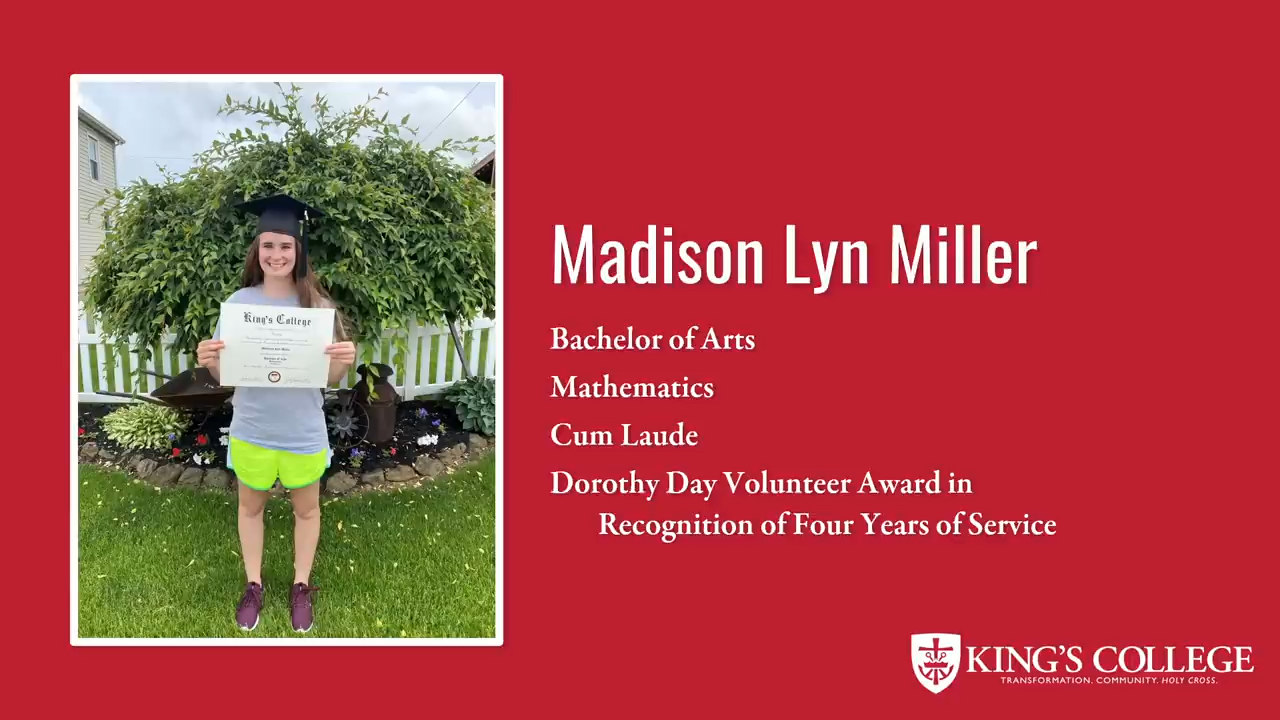 King's College
Madison Lyn Miller
Bachelor of Arts
Mathematics
Cum Laude
Dorothy Day Volunteer Award in
Recognition of Four Years of Service
KING'S COLLEGE
TRANSFORMATION. COMMUNITY. HOLY CROSS.